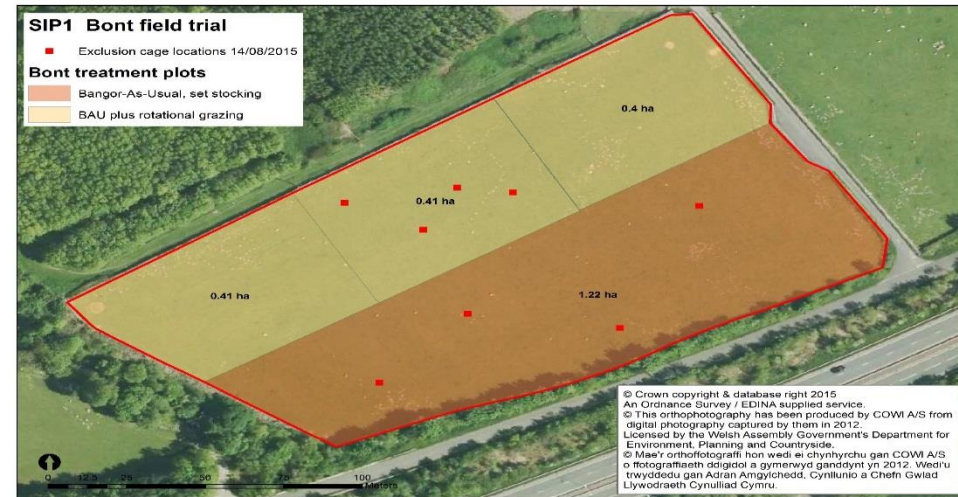 SIP1 Bont field trial
Exclusion cage locations 14/08/2015
Bont treatment plots
Bangor-As-Usual, set stocking
BAU plus rotational grazing
0.4 ha
0.41 ha
0.41 ha
1.22 ha
© Crown copyright & database right 2015
An Ordnance Survey / EDINA supplied service.
© This orthophotography has been produced by COWI A/S from
digital photography captured by them in 2012.
Licensed by the Welsh Assembly Government's Department for
Environment, Planning and Countryside.
© Mae'r orthoffotograffi hon wedi ei chynhyrchu gan COWI A/S
o ffotograffiaeth ddigidol a gymerwyd ganddynt yn 2012. Wedi'u
trwyddedu gan Adran Amgylchedd, Cynllunio a Chefn Gwlad
Llywodraeth Cynulliad Cymru.
0 12.5 25 50 75 100
Meters